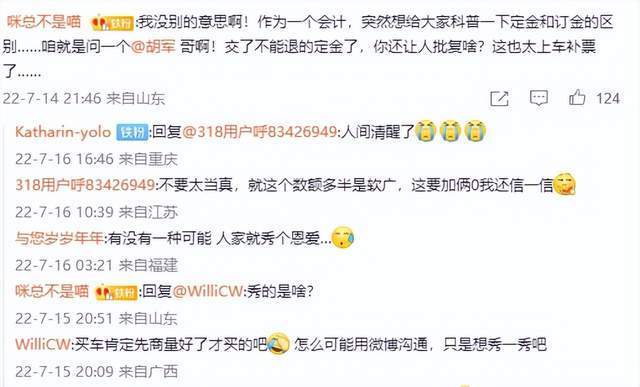 咪总不是喵 铁粉:我没别的意思啊！作为一个会计，突然想给大家科普一下定金和订金的区
别......咱就是问一个@胡军 哥啊！交了不能退的定金了，你还让人批复啥？这也太上车补票
了......
22-7-14 21:46 来自山东 124
Katharin-yolo 铁粉:回复@318用户呼83426949:人间清醒了
22-7-16 16:46 来自重庆
318用户呼83426949:不要太当真，就这个数额多半是软广，这要加俩0我还信一信
22-7-16 10:39 来自江苏
与您岁岁年年:有没有一种可能 人家就秀个恩爱...
22-7-16 03:21 来自福建
咪总不是喵 铁粉:回复@WilliCW:秀的是啥？
22-7-15 20:51 来自山东
WilliCW:买车肯定先商量好了才买的吧 怎么可能用微博沟通，只是想秀一秀吧
22-7-15 20:09 来自广西